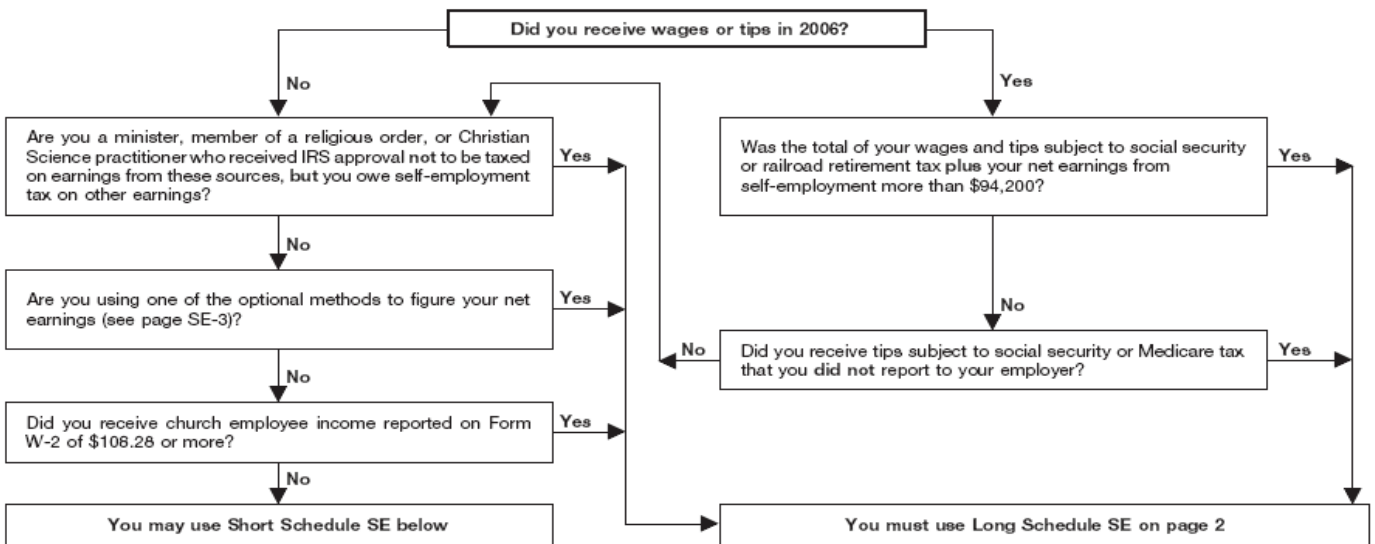 Did you receive wages or tips in 2006?
No
Yes
Are you a minister, member of a religious order, or Christian
Science practitioner who received IRS approval not to be taxed
on earnings from these sources, but you owe self-employment
tax on other earnings?
Yes
Was the total of your wages and tips subject to social security
or railroad retirement tax plus your net earnings from
self-employment more than $94,200?
Yes
No
Are you using one of the optional methods to figure your net
earnings (see page SE-3)?
Yes
No
No
Did you receive tips subject to social security or Medicare tax
that you did not report to your employer?
Yes
No
Did you receive church employee income reported on Form
W-2 of $108.28 or more?
Yes
No
You may use Short Schedule SE below
You must use Long Schedule SE on page 2